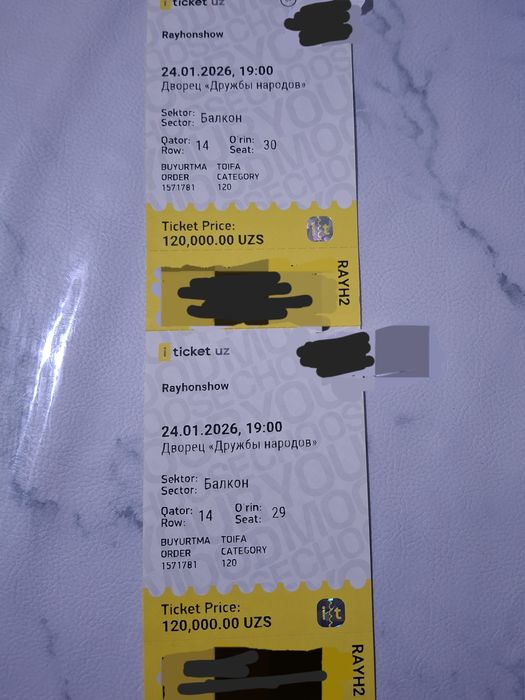 iticket.uz
Rayhonshow
24.01.2026, 19:00
Дворец «Дружбы народов»
Sektor:
Sector: Балкон
Qator:
Row: 14
O'rin:
Seat: 30
BUYURTMA TOIFA
ORDER CATEGORY
1571781 120
Ticket Price:
120,000.00 UZS
RAYH2
iticket.uz
Rayhonshow
24.01.2026, 19:00
Дворец «Дружбы народов»
Sektor:
Sector: Балкон
Qator:
Row: 14
O'rin:
Seat: 29
BUYURTMA TOIFA
ORDER CATEGORY
1571781 120
Ticket Price:
120,000.00 UZS
RAYH2